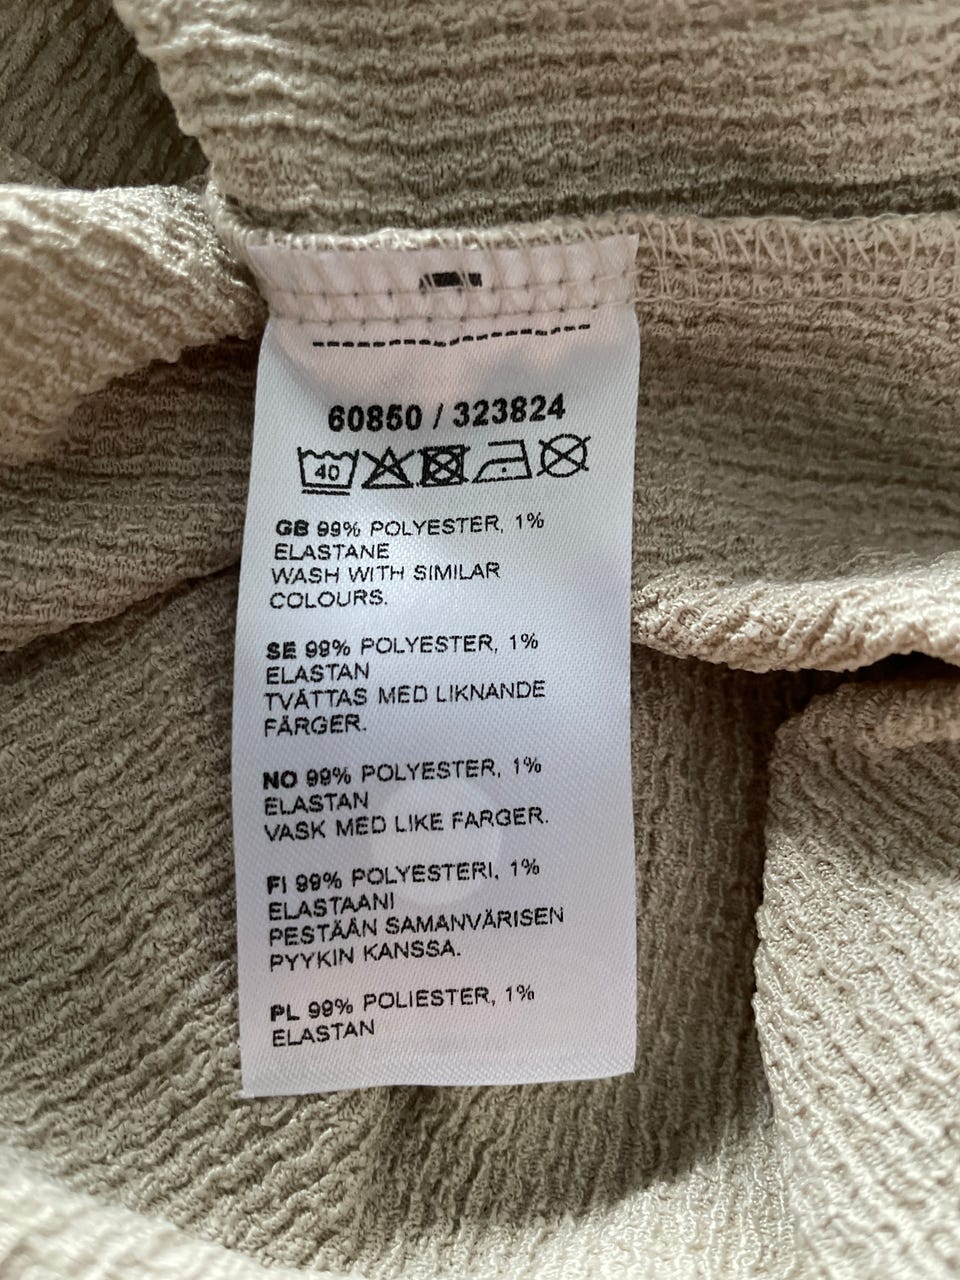 60850 / 323824
40
GB 99% POLYESTER, 1%
ELASTANE
WASH WITH SIMILAR
COLOURS.
SE 99% POLYESTER, 1%
ELASTAN
TVÄTTAS MED LIKNANDE
FÄRGER.
NO 99% POLYESTER, 1%
ELASTAN
VASK MED LIKE FARGER.
FI 99% POLYESTERI, 1%
ELASTAANI
PESTÄÄN SAMANVÄRISEN
PYYKIN KANSSA.
PL 99% POLIESTER, 1%
ELASTAN